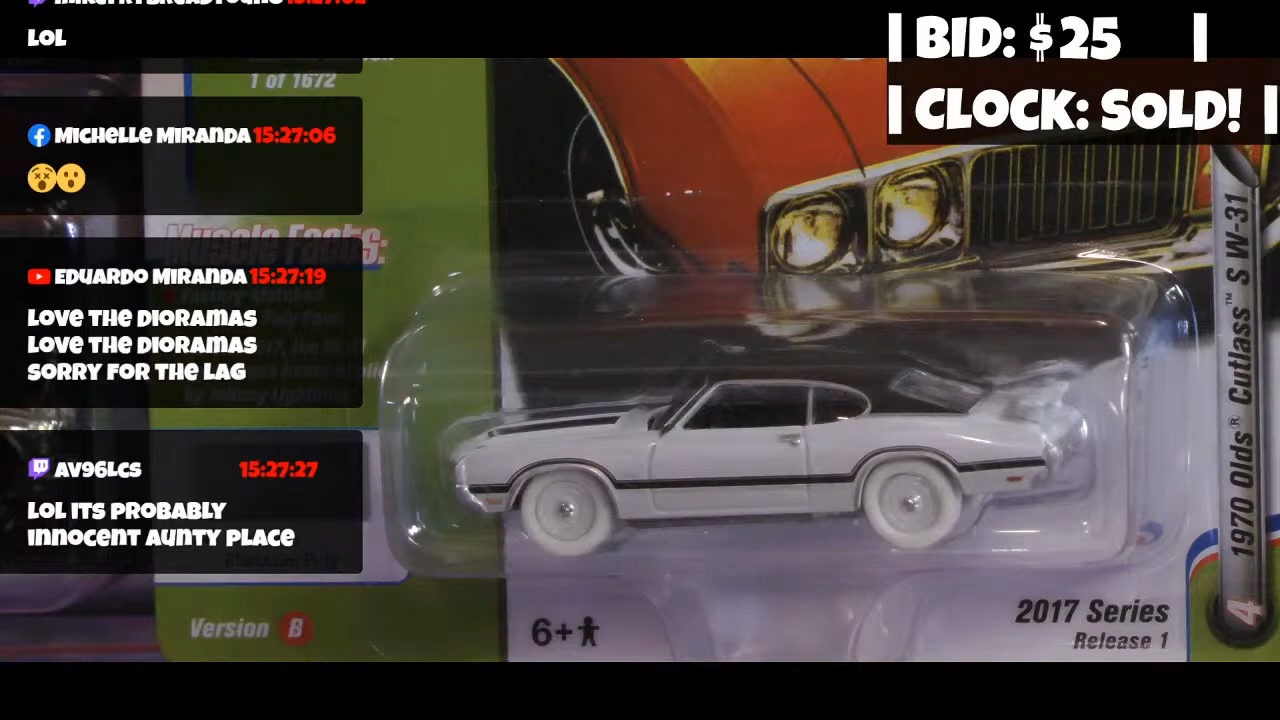 LOL
MICHELLE MIRANDA 15:27:06
😵😮
EDUARDO MIRANDA 15:27:19
LOVE THE DIORAMAS
LOVE THE DIORAMAS
SORRY FOR THE LAG
AV96LCS 15:27:27
LOL ITS PROBABLY
INNOCENT AUNTY PLACE
| BID: $25 |
| CLOCK: SOLD! |
1 of 1672
Muscle Facts:
Version B
6+
2017 Series
Release 1
1970 Olds® Cutlass™ S W-31
4